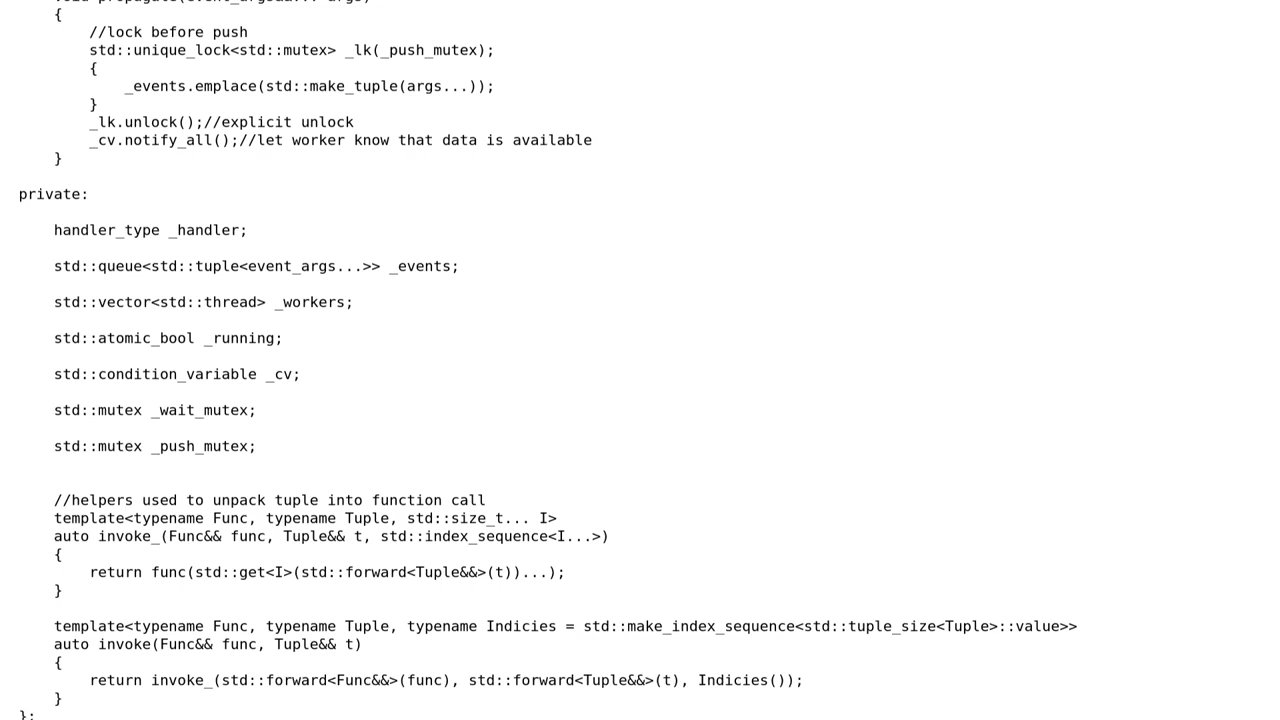 {
        //lock before push
        std::unique_lock<std::mutex> _lk(_push_mutex);
        {
            _events.emplace(std::make_tuple(args...));
        }
        _lk.unlock();//explicit unlock
        _cv.notify_all();//let worker know that data is available
    }
private:
    handler_type _handler;
    std::queue<std::tuple<event_args...>> _events;
    std::vector<std::thread> _workers;
    std::atomic_bool _running;
    std::condition_variable _cv;
    std::mutex _wait_mutex;
    std::mutex _push_mutex;
    //helpers used to unpack tuple into function call
    template<typename Func, typename Tuple, std::size_t... I>
    auto invoke_(Func&& func, Tuple&& t, std::index_sequence<I...>)
    {
        return func(std::get<I>(std::forward<Tuple&&>(t))...);
    }
    template<typename Func, typename Tuple, typename Indicies = std::make_index_sequence<std::tuple_size<Tuple>::value>>
    auto invoke(Func&& func, Tuple&& t)
    {
        return invoke_(std::forward<Func&&>(func), std::forward<Tuple&&>(t), Indicies());
    }
};